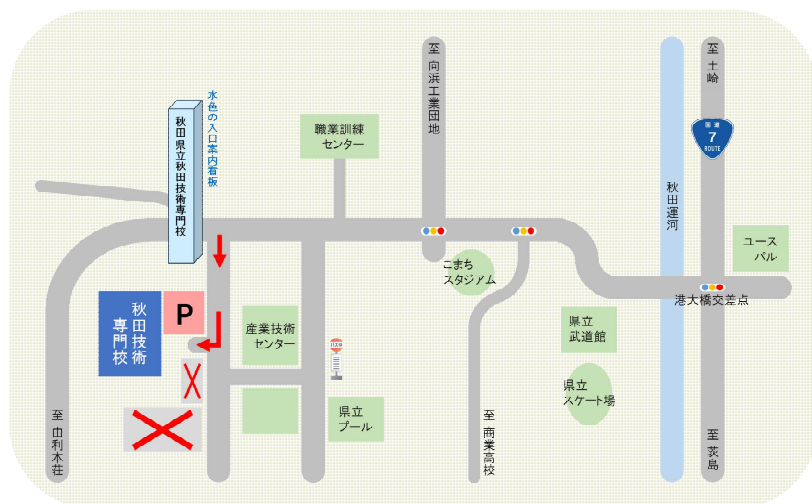 水色の入口案内看板
秋田県立秋田技術専門校
職業訓練
センター
至 向浜工業団地
至 土崎
国道
7
ROUTE
秋田運河
ユース
パル
こまち
スタジアム
港大橋交差点
秋田技術
専門校
P
産業技術
センター
バス停
県立
武道館
県立
スケート場
県立
プール
至 由利本荘
至 商業高校
至 茨島